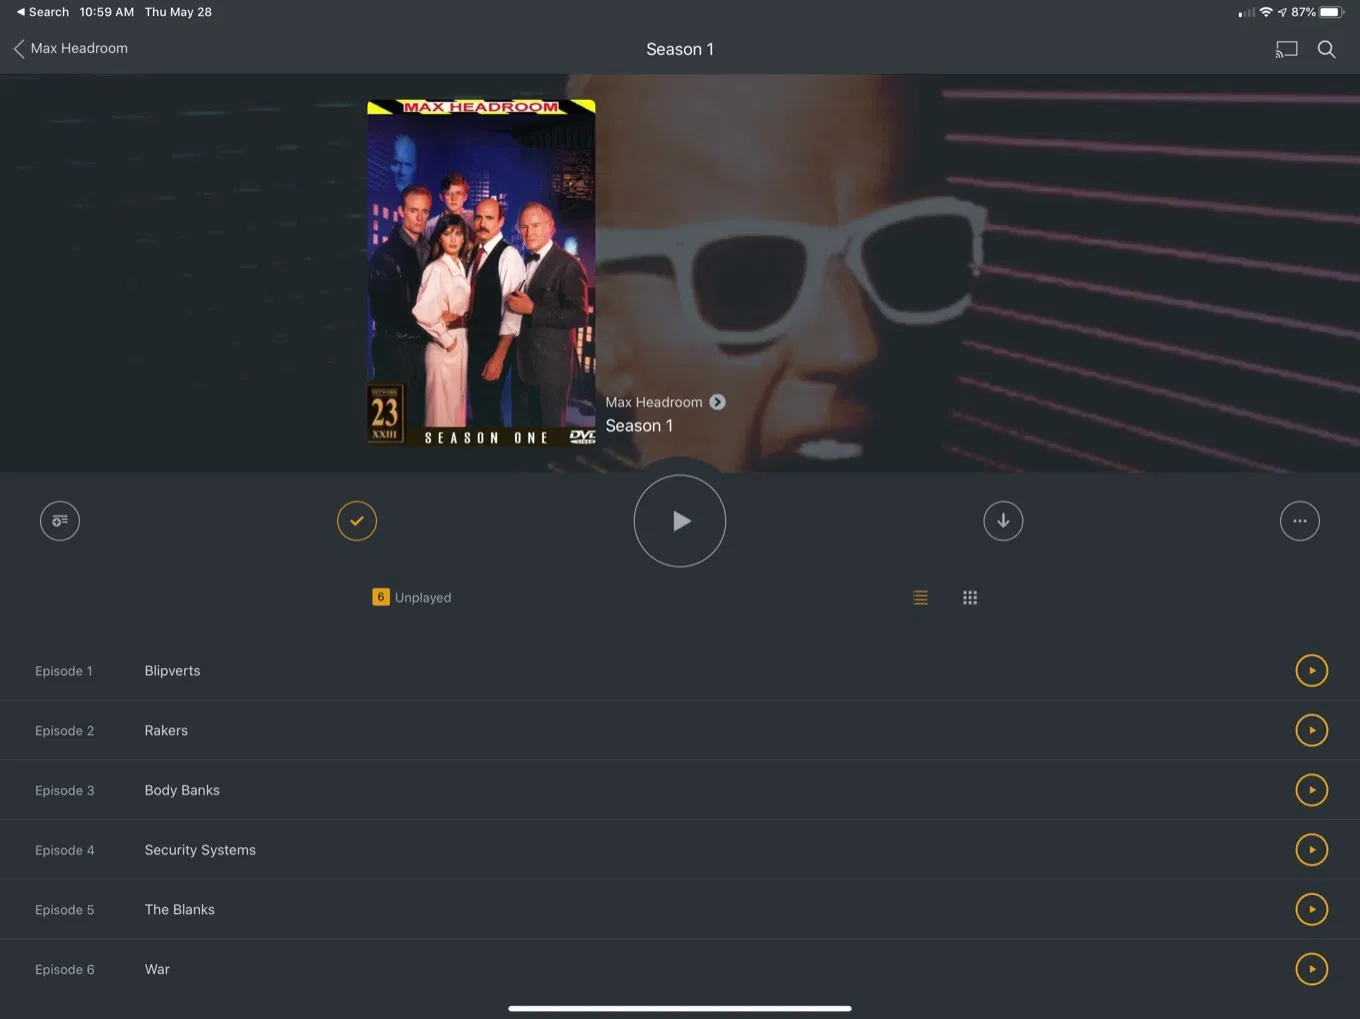 Search 10:59 AM Thu May 28
87%
Max Headroom
Season 1
MAX HEADROOM
NETWORK
23
XXIII
SEASON ONE
DVD
VIDEO
Max Headroom
Season 1
6 Unplayed
Episode 1 Blipverts
Episode 2 Rakers
Episode 3 Body Banks
Episode 4 Security Systems
Episode 5 The Blanks
Episode 6 War